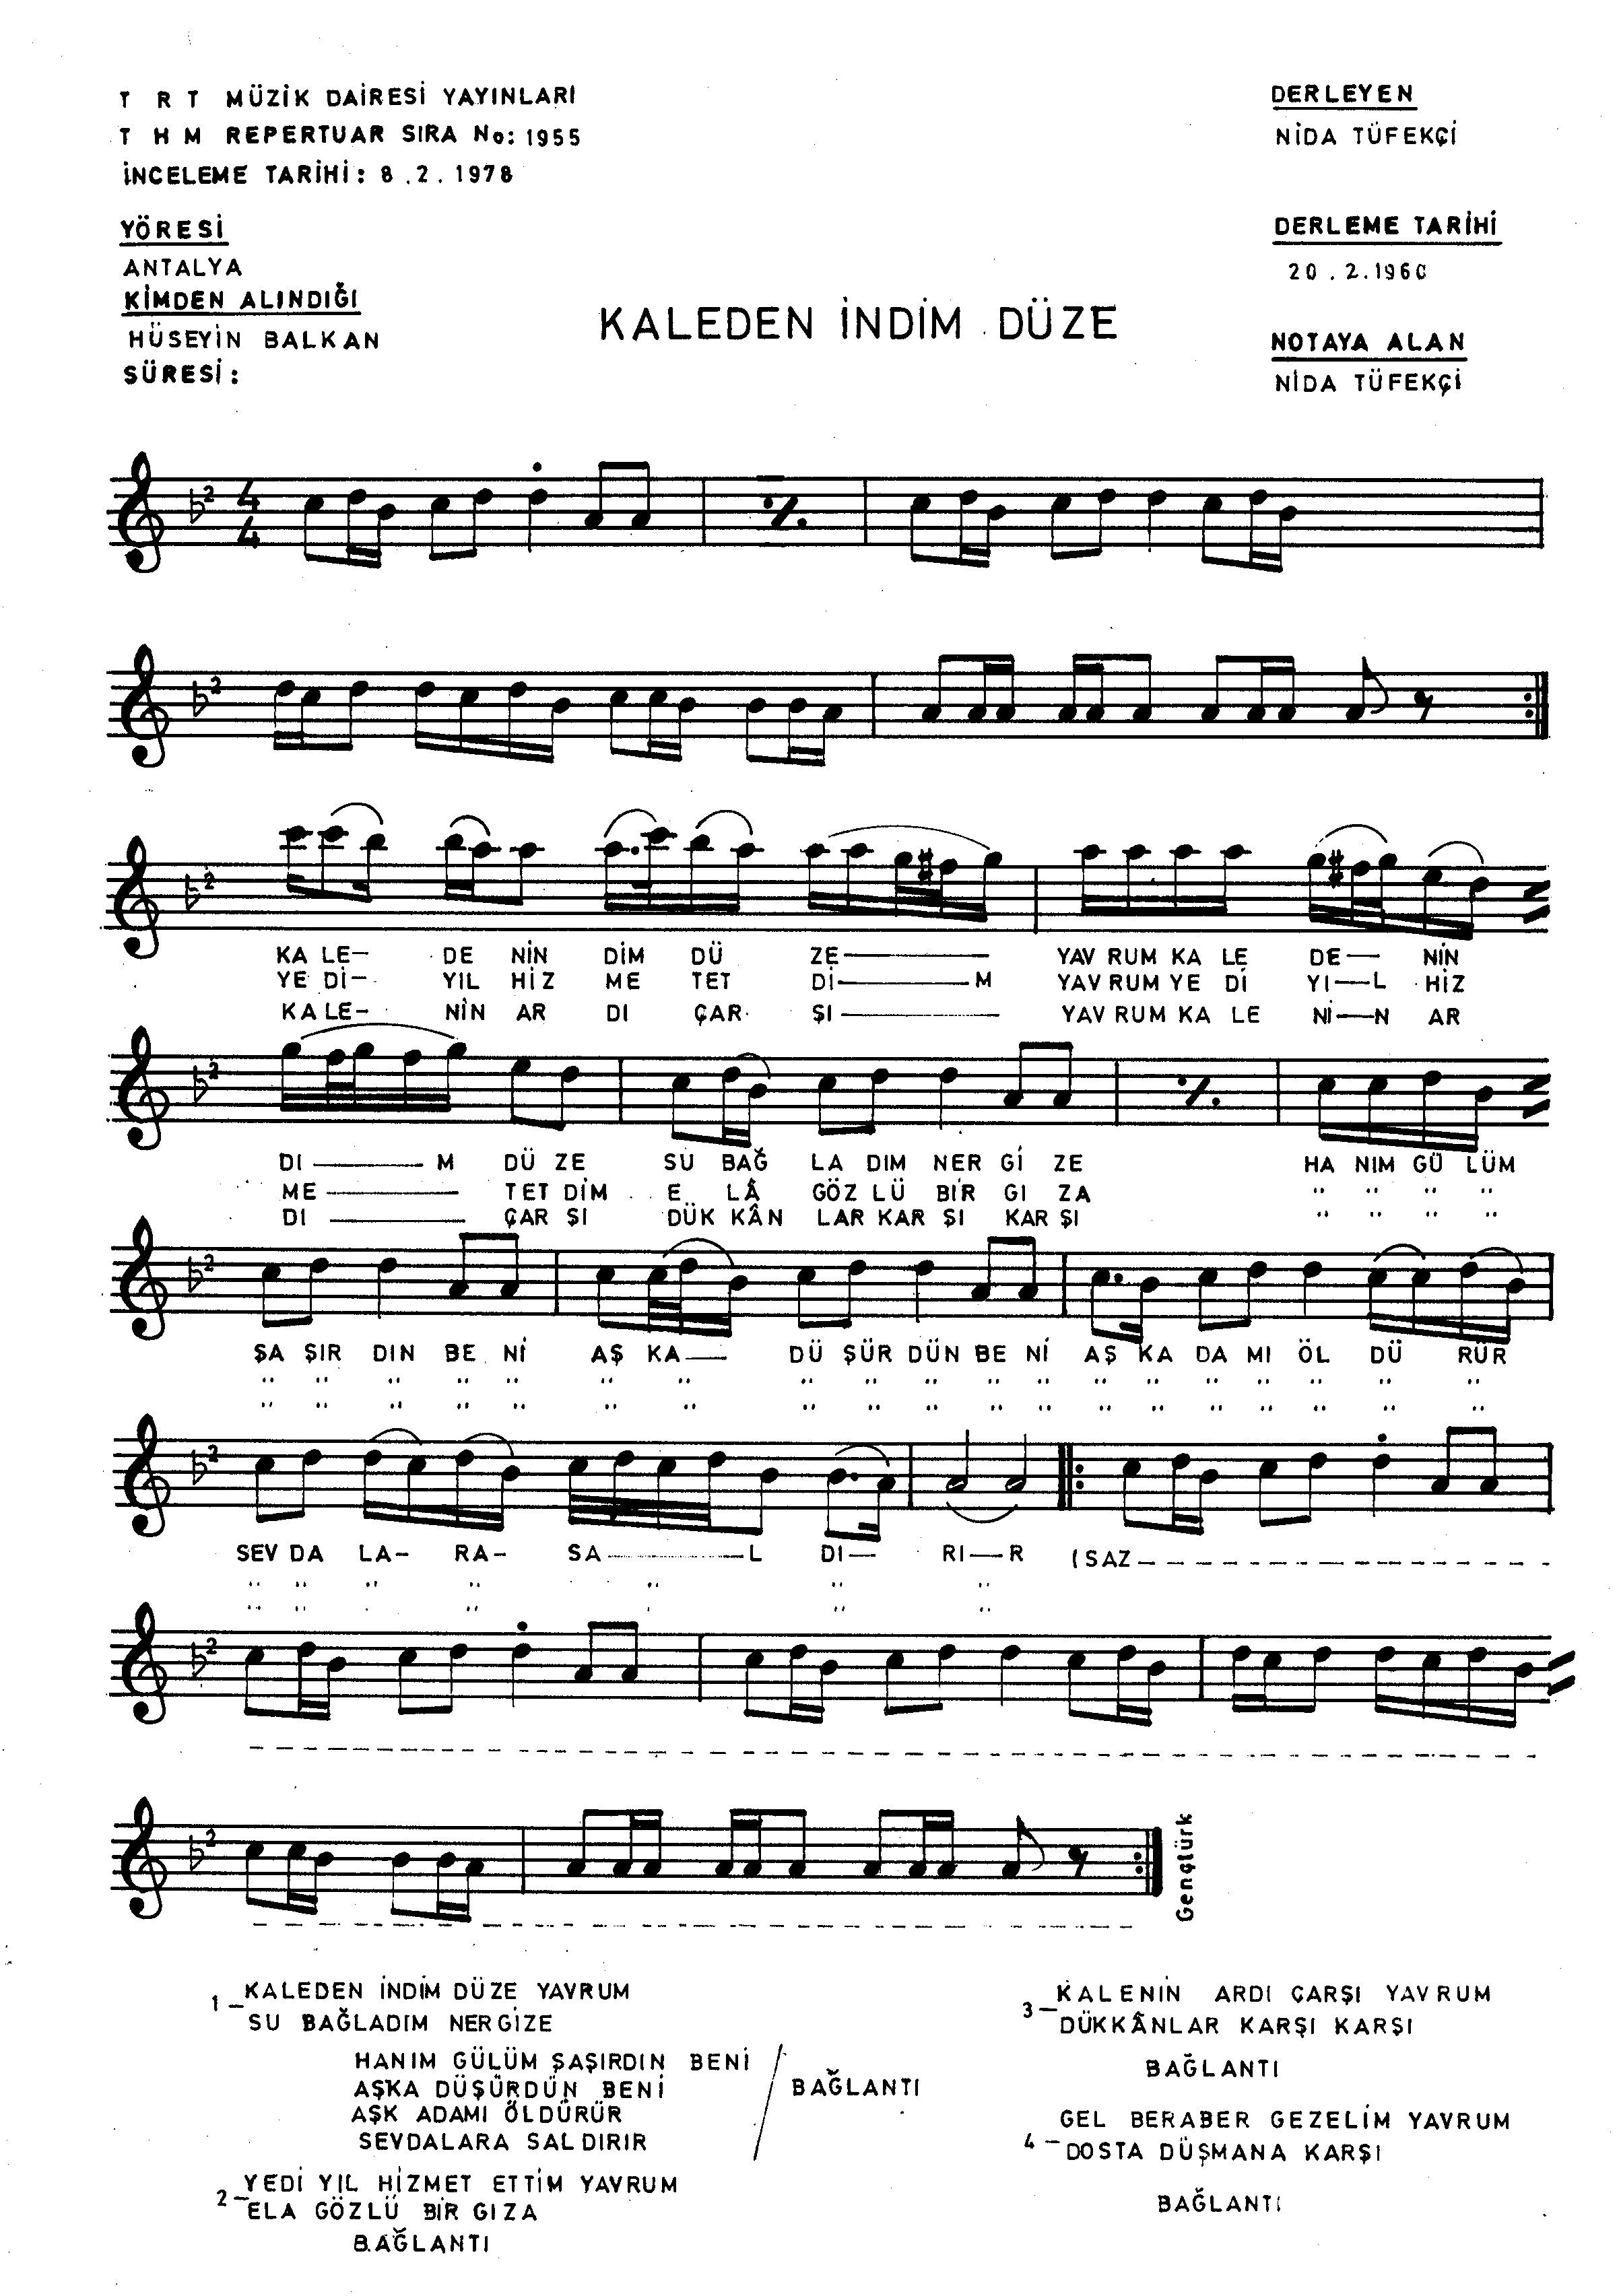 T R T MÜZİK DAİRESİ YAYINLARI
T H M REPERTUAR SIRA No: 1955
İNCELEME TARİHİ: 8.2.1978
DERLEYEN
NİDA TÜFEKÇİ
YÖRESİ
ANTALYA
KİMDEN ALINDIĞI
HÜSEYİN BALKAN
SÜRESİ:
KALEDEN İNDİM DÜZE
DERLEME TARİHİ
20.2.1960
NOTAYA ALAN
NİDA TÜFEKÇİ
KA LE— DE NİN DİM DÜ ZE— YAV RUM KA LE DE— NİN
YE Dİ— YIL HİZ ME TET Dİ—M YAV RUM YE Dİ YI—L HİZ
KA LE— NİN AR DI ÇAR ŞI— YAV RUM KA LE Nİ—N AR
DI—M DÜ ZE SU BAĞ LA DIM NER Gİ ZE HA NIM GÜ LÜM
ME— TET DİM E LÂ GÖZ LÜ BİR GI ZA " " " "
DI— ÇAR ŞI DÜK KÂN LAR KAR ŞI KAR ŞI " " " "
ŞA ŞIR DIN BE Nİ AŞ KA— DÜ ŞÜR DÜN BE Nİ AŞ KA DA MI ÖL DÜ RÜR
" " " " " " " " " " " " " " " " " " "
" " " " " " " " " " " " " " " " " " "
SEV DA LA— RA— SA—L DI— RI—R (SAZ—
" " " " " " "
" " " " "
Gençtürk
1— KALEDEN İNDİM DÜZE YAVRUM
SU BAĞLADIM NERGİZE
HANIM GÜLÜM ŞAŞIRDIN BENİ
AŞKA DÜŞÜRDÜN BENİ
AŞK ADAMI ÖLDÜRÜR
SEVDALARA SALDIRIR
/ BAĞLANTI
2— YEDİ YIL HİZMET ETTİM YAVRUM
ELA GÖZLÜ BİR GIZA
BAĞLANTI
3— KALENİN ARDI ÇARŞI YAVRUM
DÜKKÂNLAR KARŞI KARŞI
BAĞLANTI
4— GEL BERABER GEZELİM YAVRUM
DOSTA DÜŞMANA KARŞI
BAĞLANTI